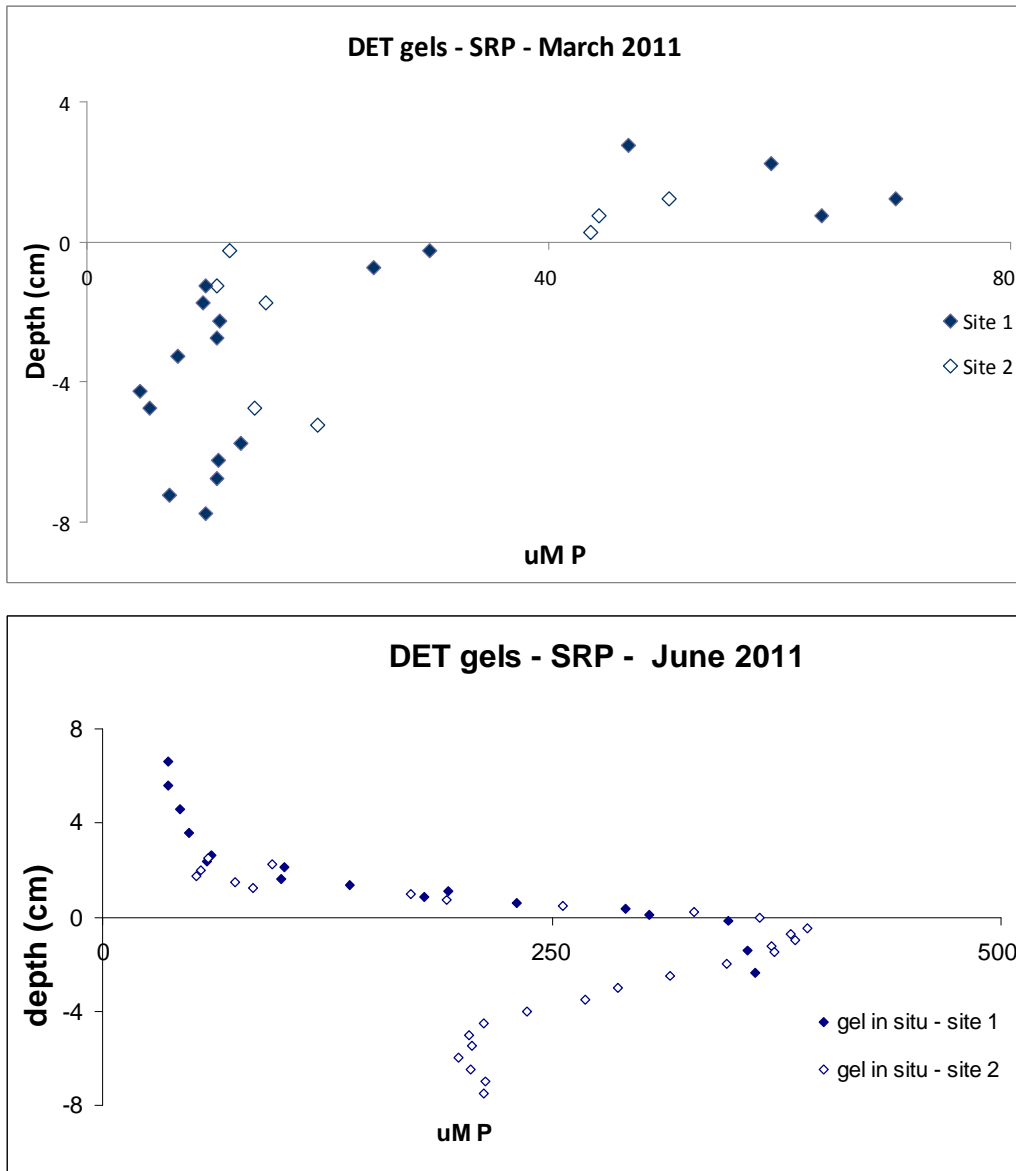 DET gels - SRP - March 2011
4
0
-4
-8
0 40 80
Depth (cm)
uM P
Site 1
Site 2
DET gels - SRP - June 2011
8
4
0
-4
-8
0 250 500
depth (cm)
uM P
gel in situ - site 1
gel in situ - site 2